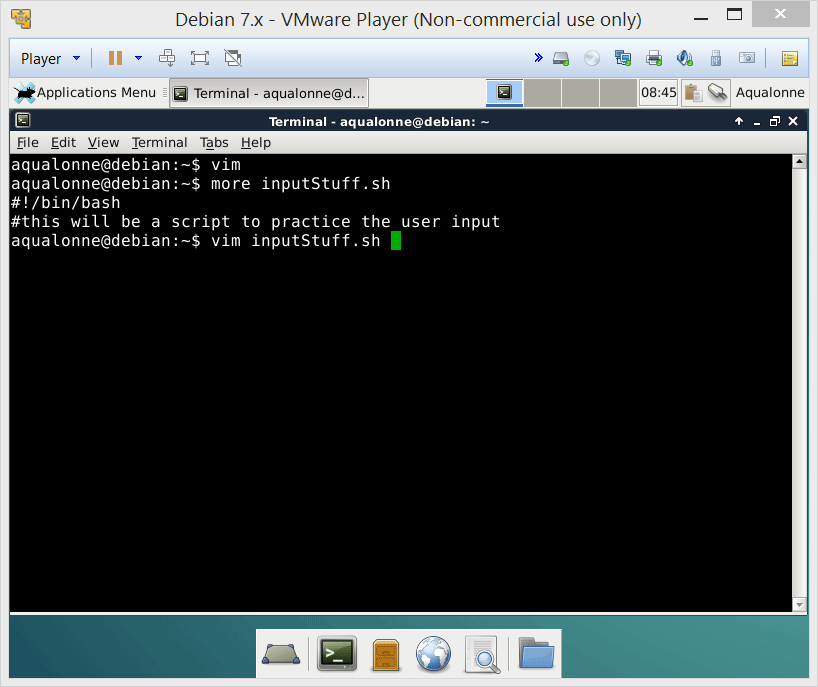 Debian 7.x - VMware Player (Non-commercial use only)
Player
Applications Menu
Terminal - aqualonne@d...
08:45
Aqualonne
Terminal - aqualonne@debian: ~
File Edit View Terminal Tabs Help
aqualonne@debian:~$ vim
aqualonne@debian:~$ more inputStuff.sh
#!/bin/bash
#this will be a script to practice the user input
aqualonne@debian:~$ vim inputStuff.sh